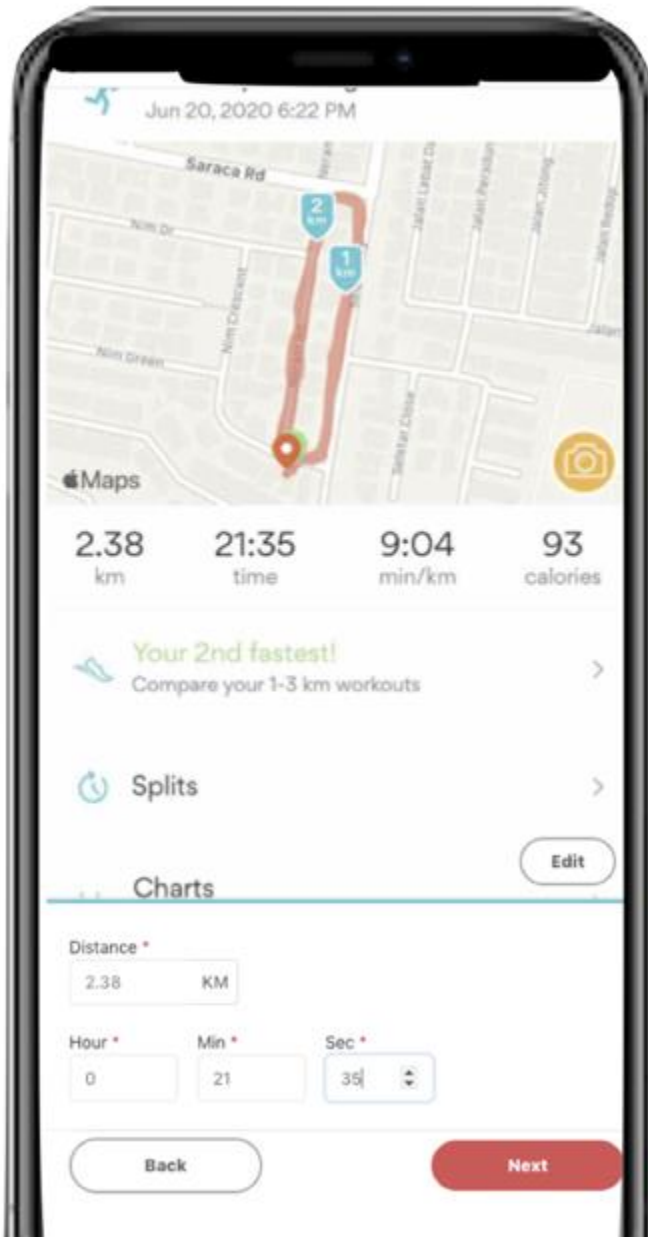 Jun 20, 2020 6:22 PM
Saraca Rd
2
km
Nim Dr
1
km
Nim Crescent
Nim Green
Seletar Close
Maps
2.38
21:35
9:04
93
km
time
min/km
calories
Your 2nd fastest!
Compare your 1-3 km workouts
Splits
Edit
Charts
Distance *
2.38 KM
Hour * Min * Sec *
0 21 35
Back Next